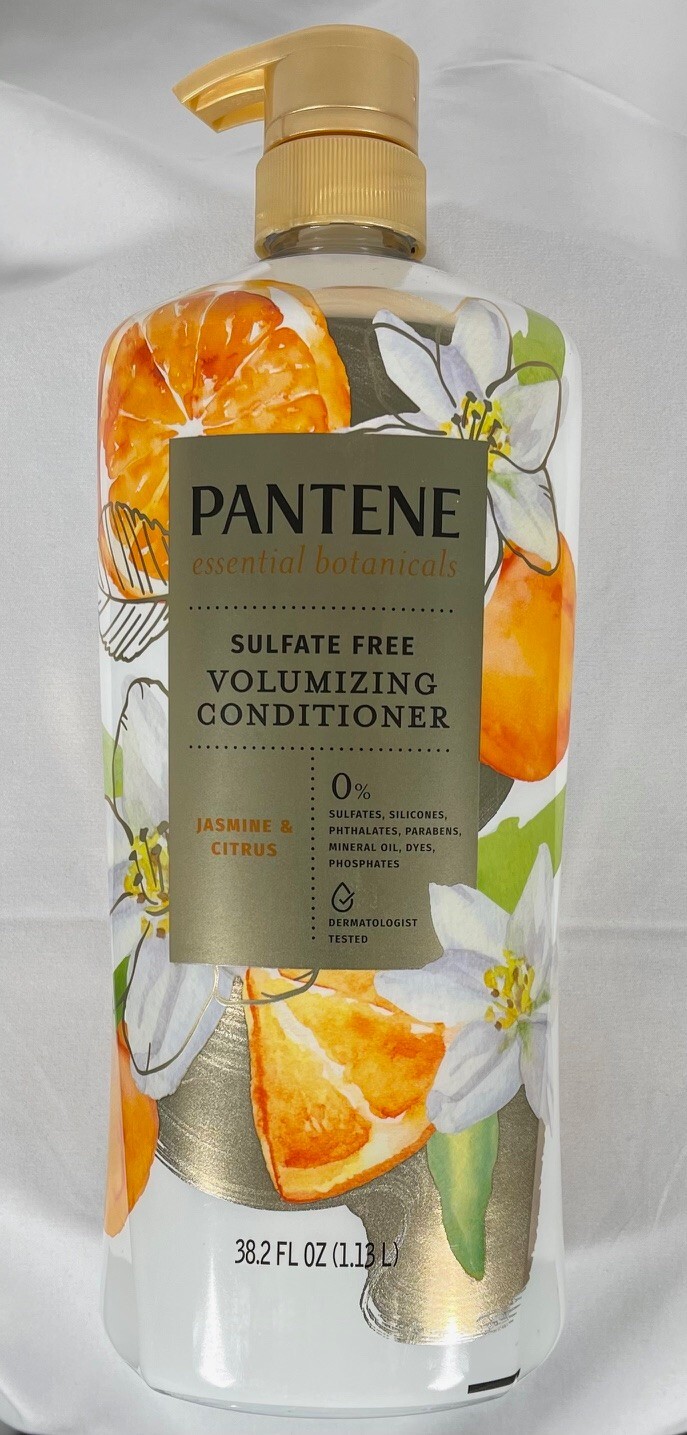 PANTENE
essential botanicals
SULFATE FREE
VOLUMIZING
CONDITIONER
JASMINE &
CITRUS
0%
SULFATES, SILICONES,
PHTHALATES, PARABENS,
MINERAL OIL, DYES,
PHOSPHATES
DERMATOLOGIST
TESTED
38.2 FL OZ (1.13 L)